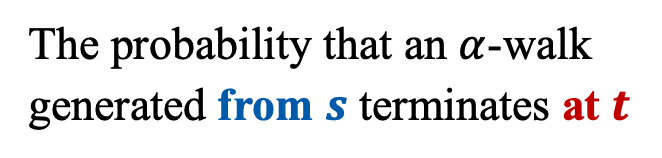 The probability that an α-walk
generated from s terminates at t